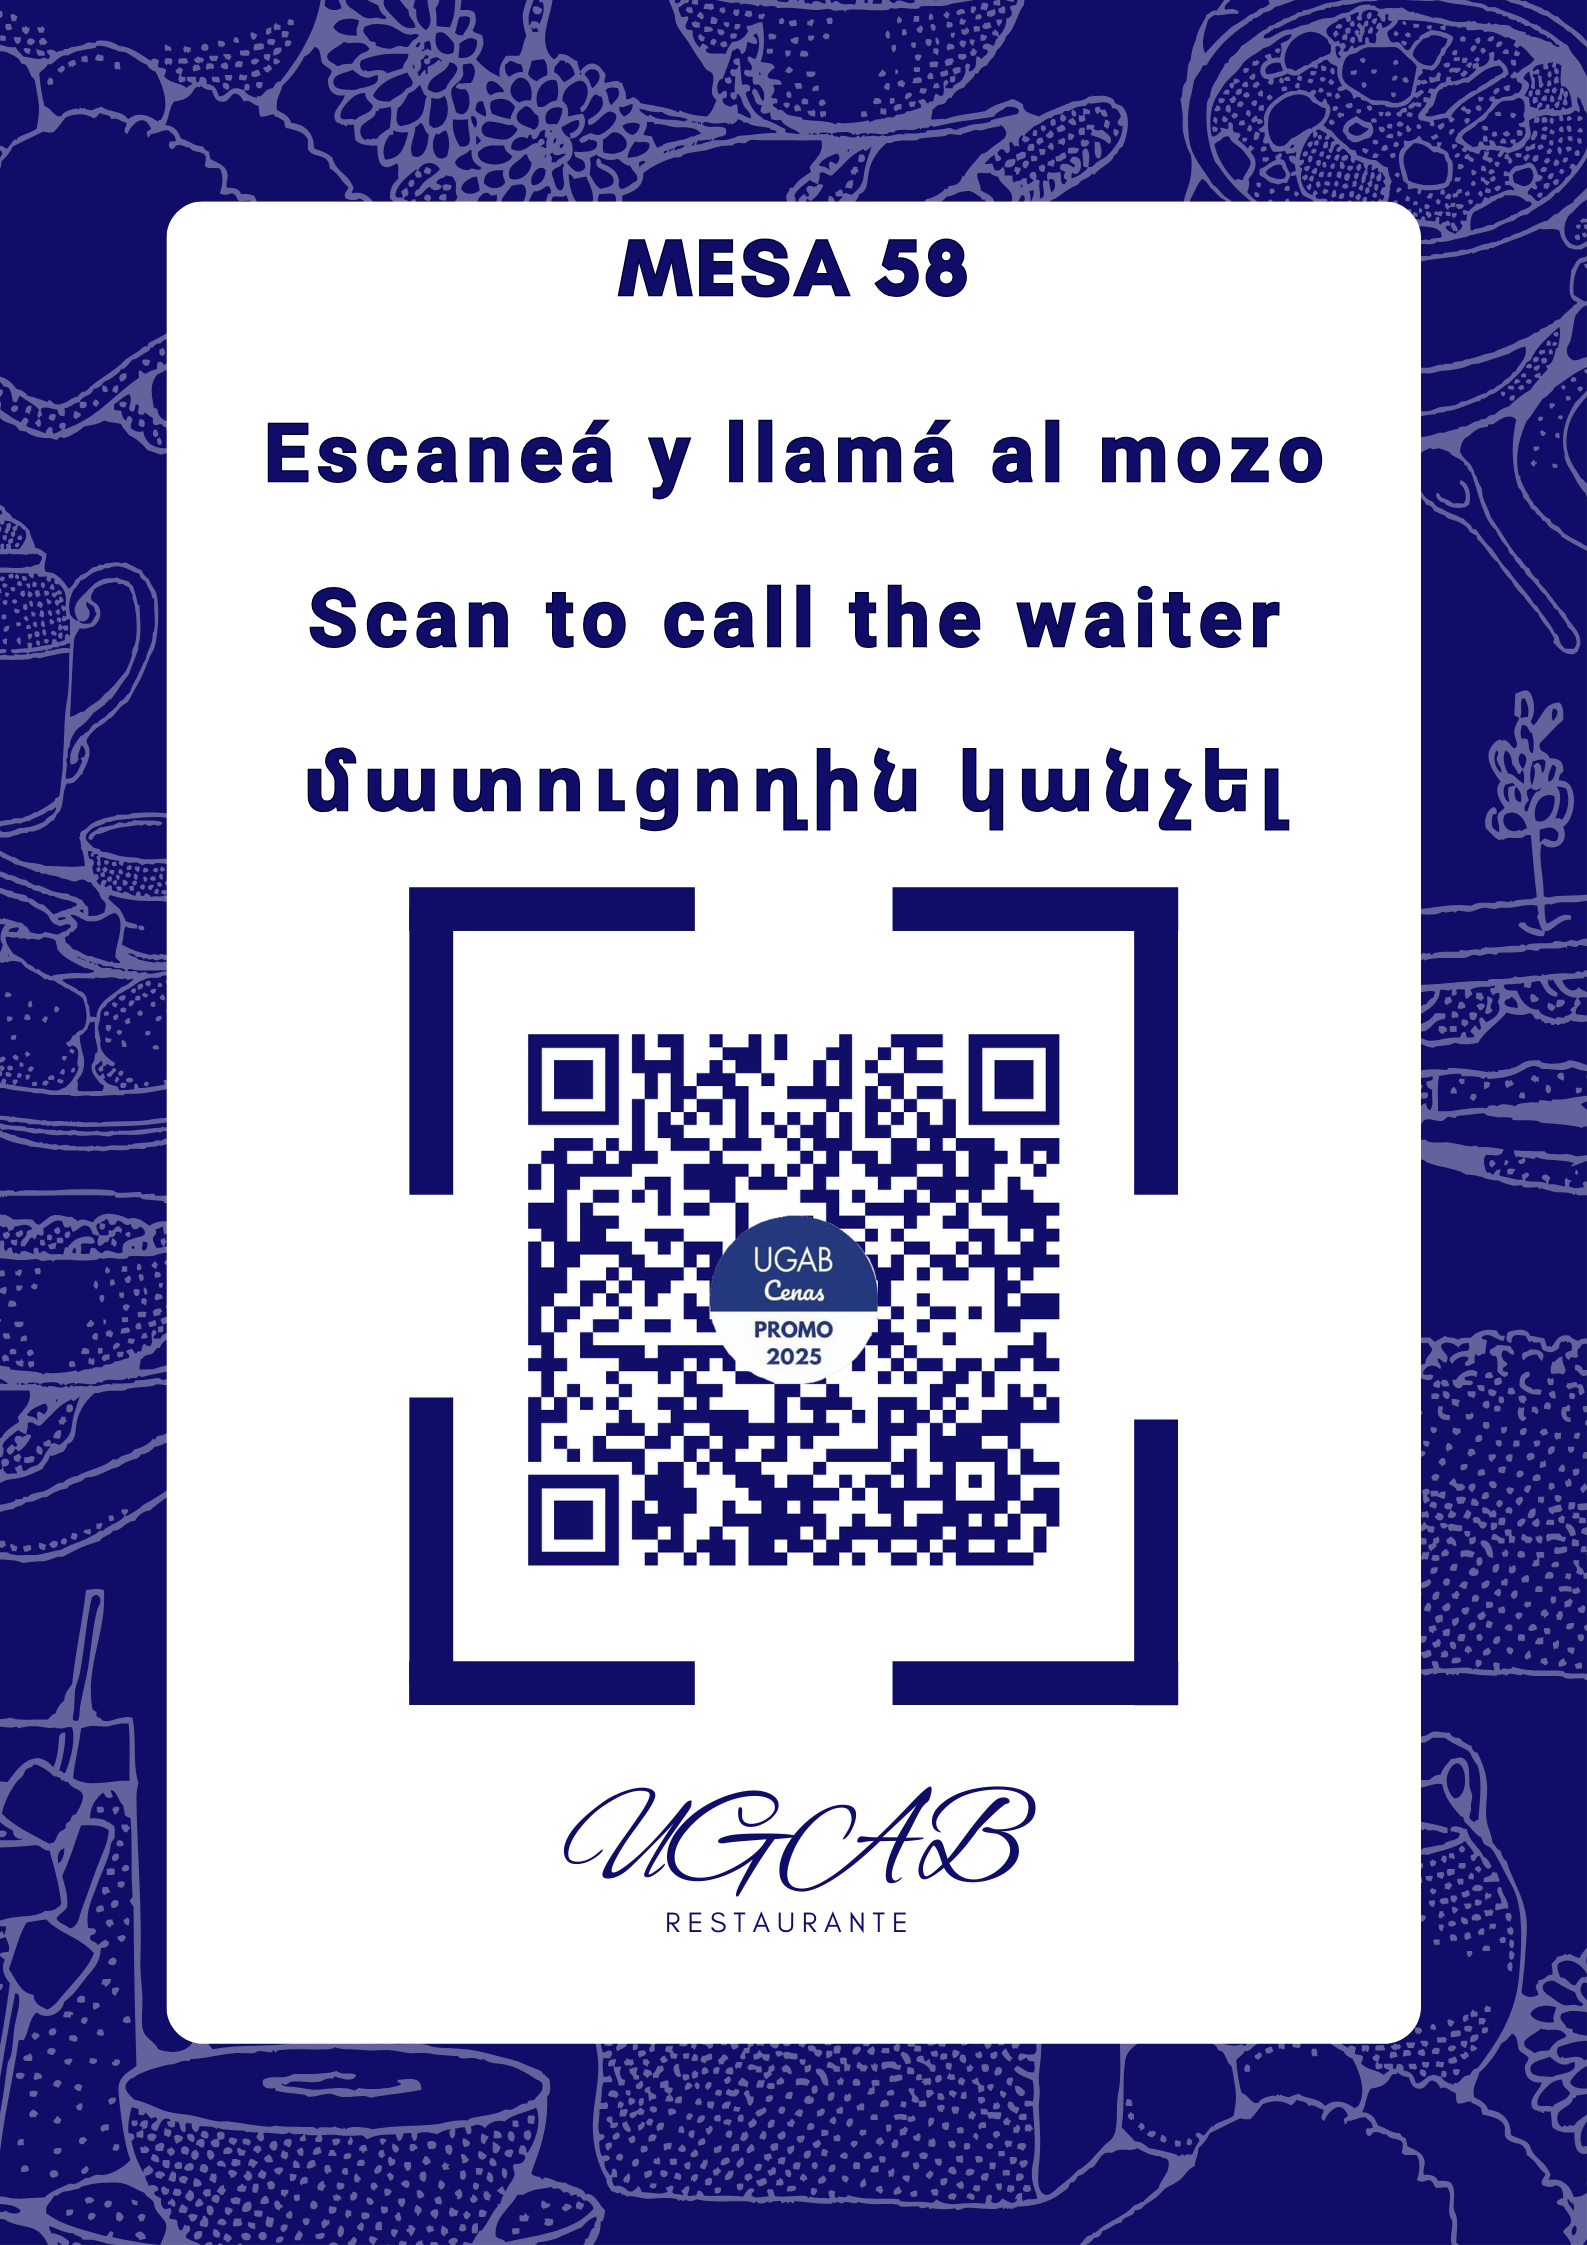 MESA 58
Escaneá y llamá al mozo
Scan to call the waiter
մատուցողին կանչել
UGAB
Cenas
PROMO
2025
UGAB
RESTAURANTE